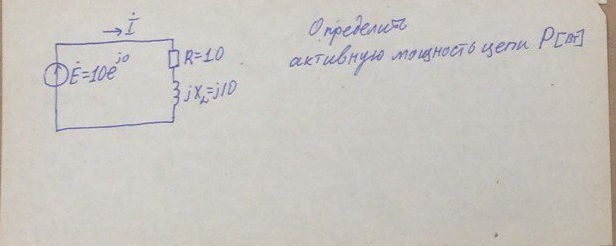 İ
Ė=10e^{j0}
R=10
jX_L=j10
Определить
активную мощность цепи P[Вт]